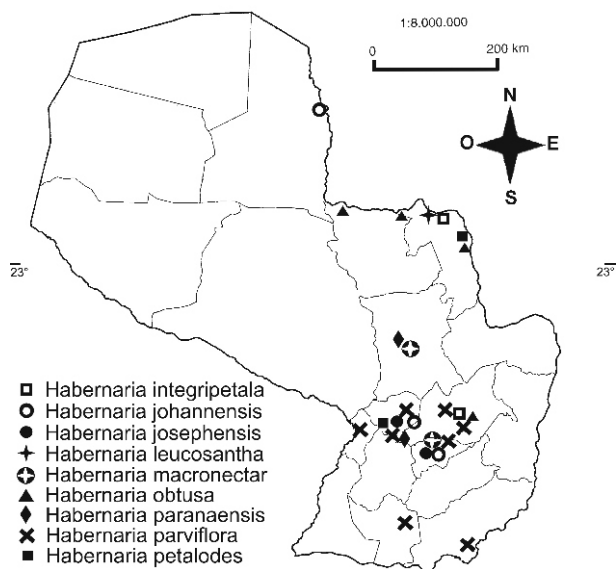 1:8.000.000
0 200 km
N
O E
S
23° 23°
Habernaria integripetala
Habernaria johannensis
Habernaria josephensis
Habernaria leucosantha
Habernaria macronectar
Habernaria obtusa
Habernaria paranaensis
Habernaria parviflora
Habernaria petalodes